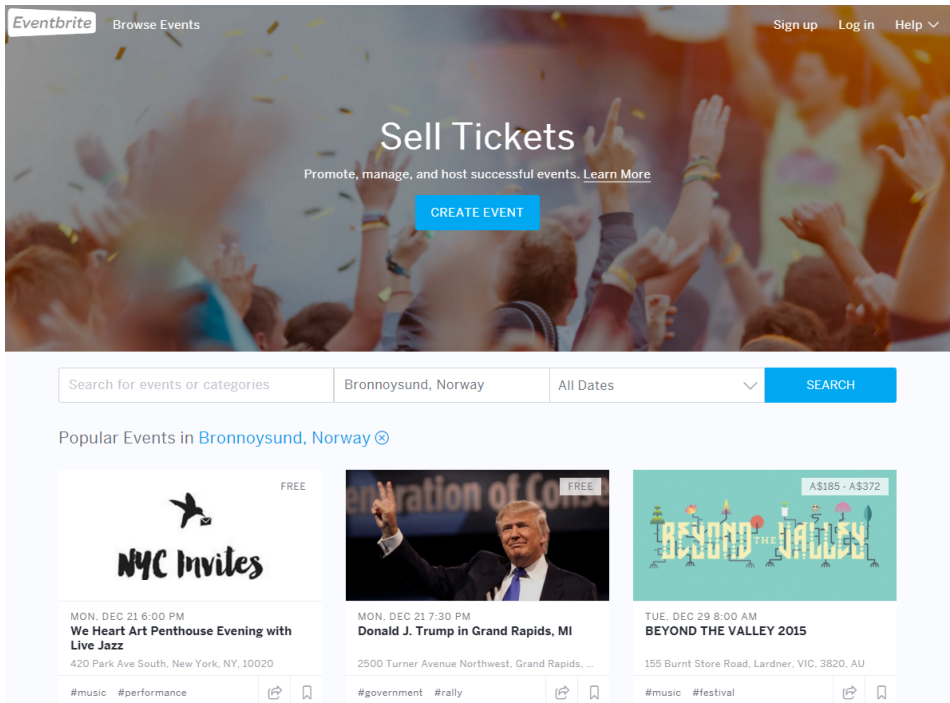 Eventbrite
Browse Events
Sign up
Log in
Help
Sell Tickets
Promote, manage, and host successful events. Learn More
CREATE EVENT
Search for events or categories
Bronnoysund, Norway
All Dates
SEARCH
Popular Events in Bronnoysund, Norway
FREE
NYC Invites
MON, DEC 21 6:00 PM
We Heart Art Penthouse Evening with
Live Jazz
420 Park Ave South, New York, NY, 10020
#music #performance
FREE
MON, DEC 21 7:30 PM
Donald J. Trump in Grand Rapids, MI
2500 Turner Avenue Northwest, Grand Rapids, ...
#government #rally
A$185 - A$372
BEYOND THE VALLEY
TUE, DEC 29 8:00 AM
BEYOND THE VALLEY 2015
155 Burnt Store Road, Lardner, VIC, 3820, AU
#music #festival